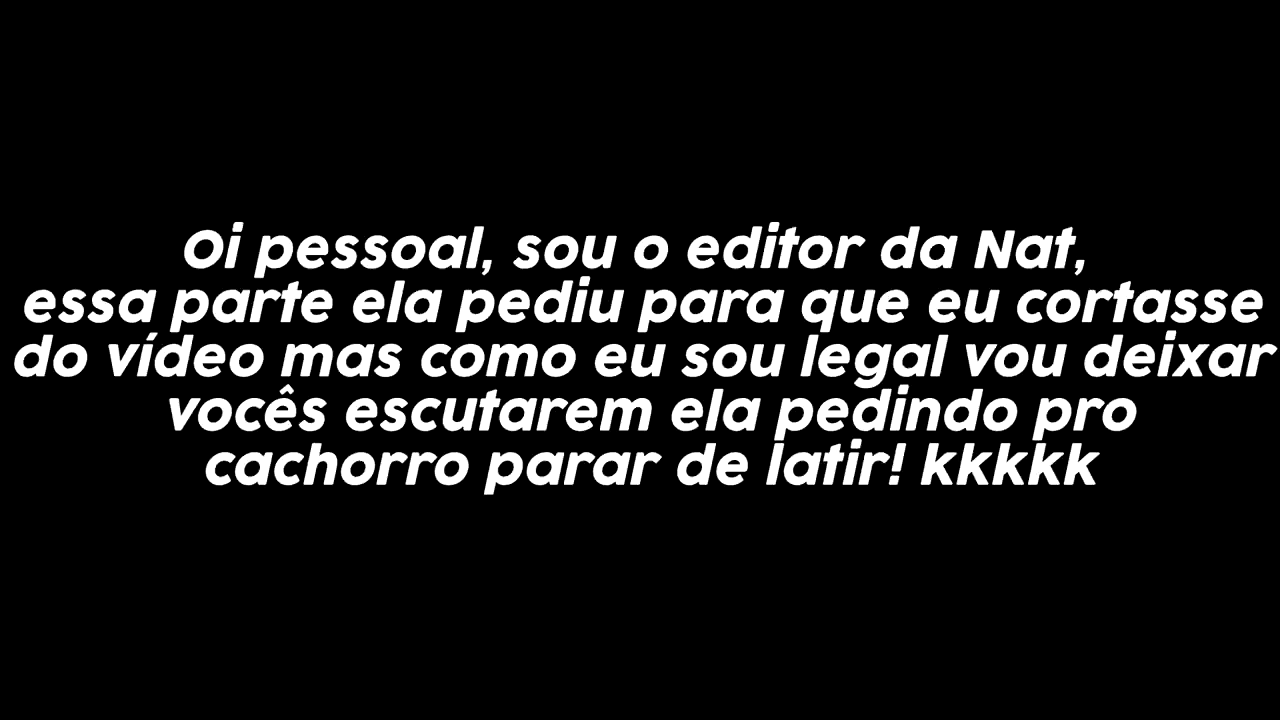 Oi pessoal, sou o editor da Nat,
essa parte ela pediu para que eu cortasse
do vídeo mas como eu sou legal vou deixar
vocês escutarem ela pedindo pro
cachorro parar de latir! kkkkk